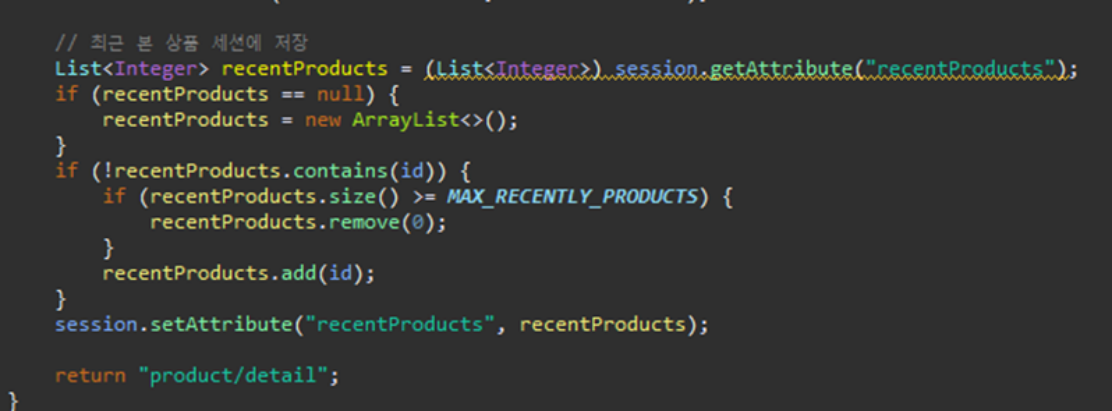 // 최근 본 상품 세션에 저장
List<Integer> recentProducts = (List<Integer>) session.getAttribute("recentProducts");
if (recentProducts == null) {
recentProducts = new ArrayList<>();
}
if (!recentProducts.contains(id)) {
if (recentProducts.size() >= MAX_RECENTLY_PRODUCTS) {
recentProducts.remove(0);
}
recentProducts.add(id);
}
session.setAttribute("recentProducts", recentProducts);
return "product/detail";
}